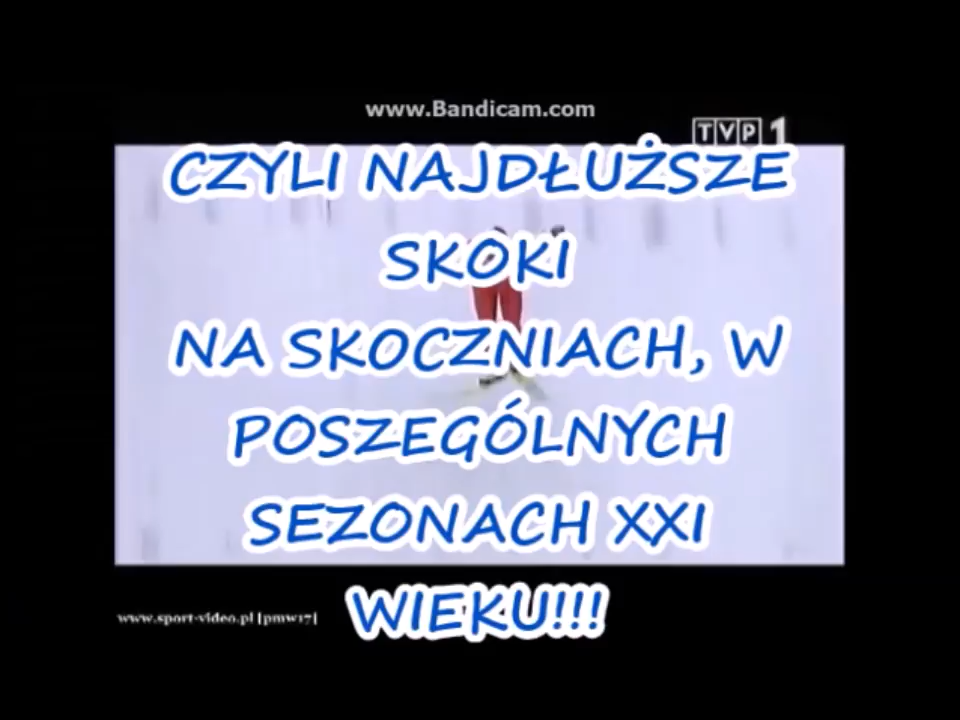 www.Bandicam.com
TVP 1
CZYLI NAJDŁUŻSZE
SKOKI
NA SKOCZNIACH, W
POSZEGÓLNYCH
SEZONACH XXI
WIEKU!!!
www.sport-video.pl [pmw17]